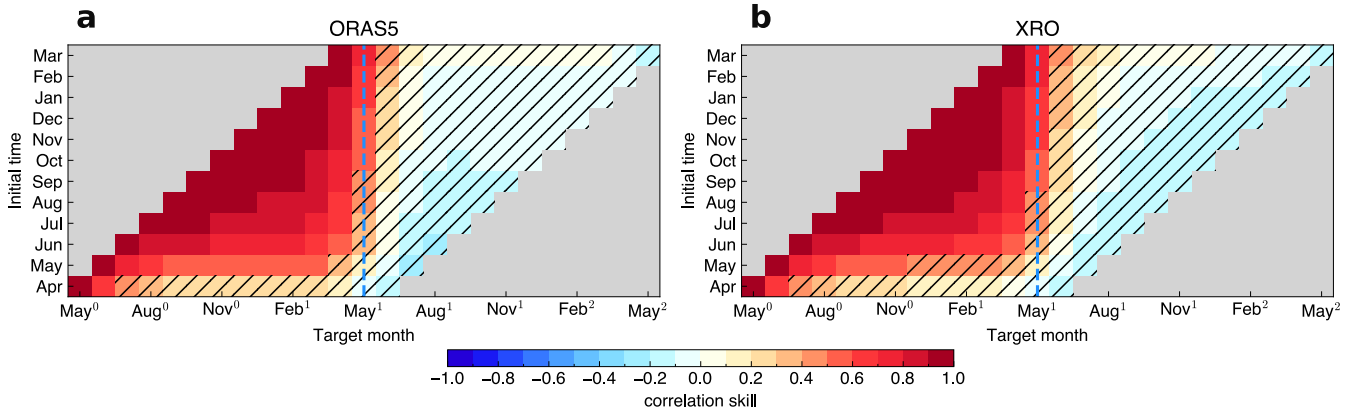 a
ORAS5
Initial time
Mar
Feb
Jan
Dec
Nov
Oct
Sep
Aug
Jul
Jun
May
Apr
May⁰ Aug⁰ Nov⁰ Feb¹ May¹ Aug¹ Nov¹ Feb² May²
Target month
b
XRO
Initial time
Mar
Feb
Jan
Dec
Nov
Oct
Sep
Aug
Jul
Jun
May
Apr
May⁰ Aug⁰ Nov⁰ Feb¹ May¹ Aug¹ Nov¹ Feb² May²
Target month
−1.0 −0.8 −0.6 −0.4 −0.2 0.0 0.2 0.4 0.6 0.8 1.0
correlation skill